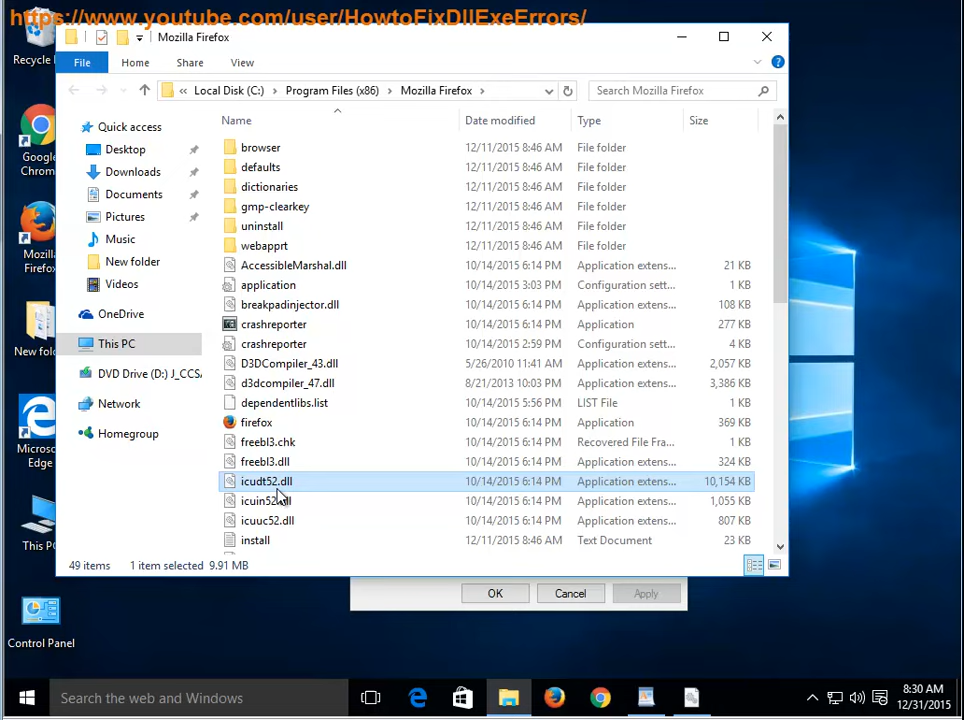 https://www.youtube.com/user/HowtoFixDllExeErrors/
Recycle
Mozilla Firefox
File Home Share View
« Local Disk (C:) > Program Files (x86) > Mozilla Firefox >
Search Mozilla Firefox
Name Date modified Type Size
Quick access
Desktop
Downloads
Documents
Pictures
Music
New folder
Videos
OneDrive
This PC
DVD Drive (D:) J_CCSA
Network
Homegroup
browser 12/11/2015 8:46 AM File folder
defaults 12/11/2015 8:46 AM File folder
dictionaries 12/11/2015 8:46 AM File folder
gmp-clearkey 12/11/2015 8:46 AM File folder
uninstall 12/11/2015 8:46 AM File folder
webapprt 12/11/2015 8:46 AM File folder
AccessibleMarshal.dll 10/14/2015 6:14 PM Application extens... 21 KB
application 10/14/2015 3:03 PM Configuration sett... 1 KB
breakpadinjector.dll 10/14/2015 6:14 PM Application extens... 108 KB
crashreporter 10/14/2015 6:14 PM Application 277 KB
crashreporter 10/14/2015 2:59 PM Configuration sett... 4 KB
D3DCompiler_43.dll 5/26/2010 11:41 AM Application extens... 2,057 KB
d3dcompiler_47.dll 8/21/2013 10:03 PM Application extens... 3,386 KB
dependentlibs.list 10/14/2015 5:56 PM LIST File 1 KB
firefox 10/14/2015 6:14 PM Application 369 KB
freebl3.chk 10/14/2015 6:14 PM Recovered File Fra... 1 KB
freebl3.dll 10/14/2015 6:14 PM Application extens... 324 KB
icudt52.dll 10/14/2015 6:14 PM Application extens... 10,154 KB
icuin52.dll 10/14/2015 6:14 PM Application extens... 1,055 KB
icuuc52.dll 10/14/2015 6:14 PM Application extens... 807 KB
install 12/11/2015 8:46 AM Text Document 23 KB
49 items 1 item selected 9.91 MB
OK Cancel Apply
Google
Chrom
Mozill
Firefox
New fol
Micros
Edge
This PC
Control Panel
Search the web and Windows
8:30 AM
12/31/2015